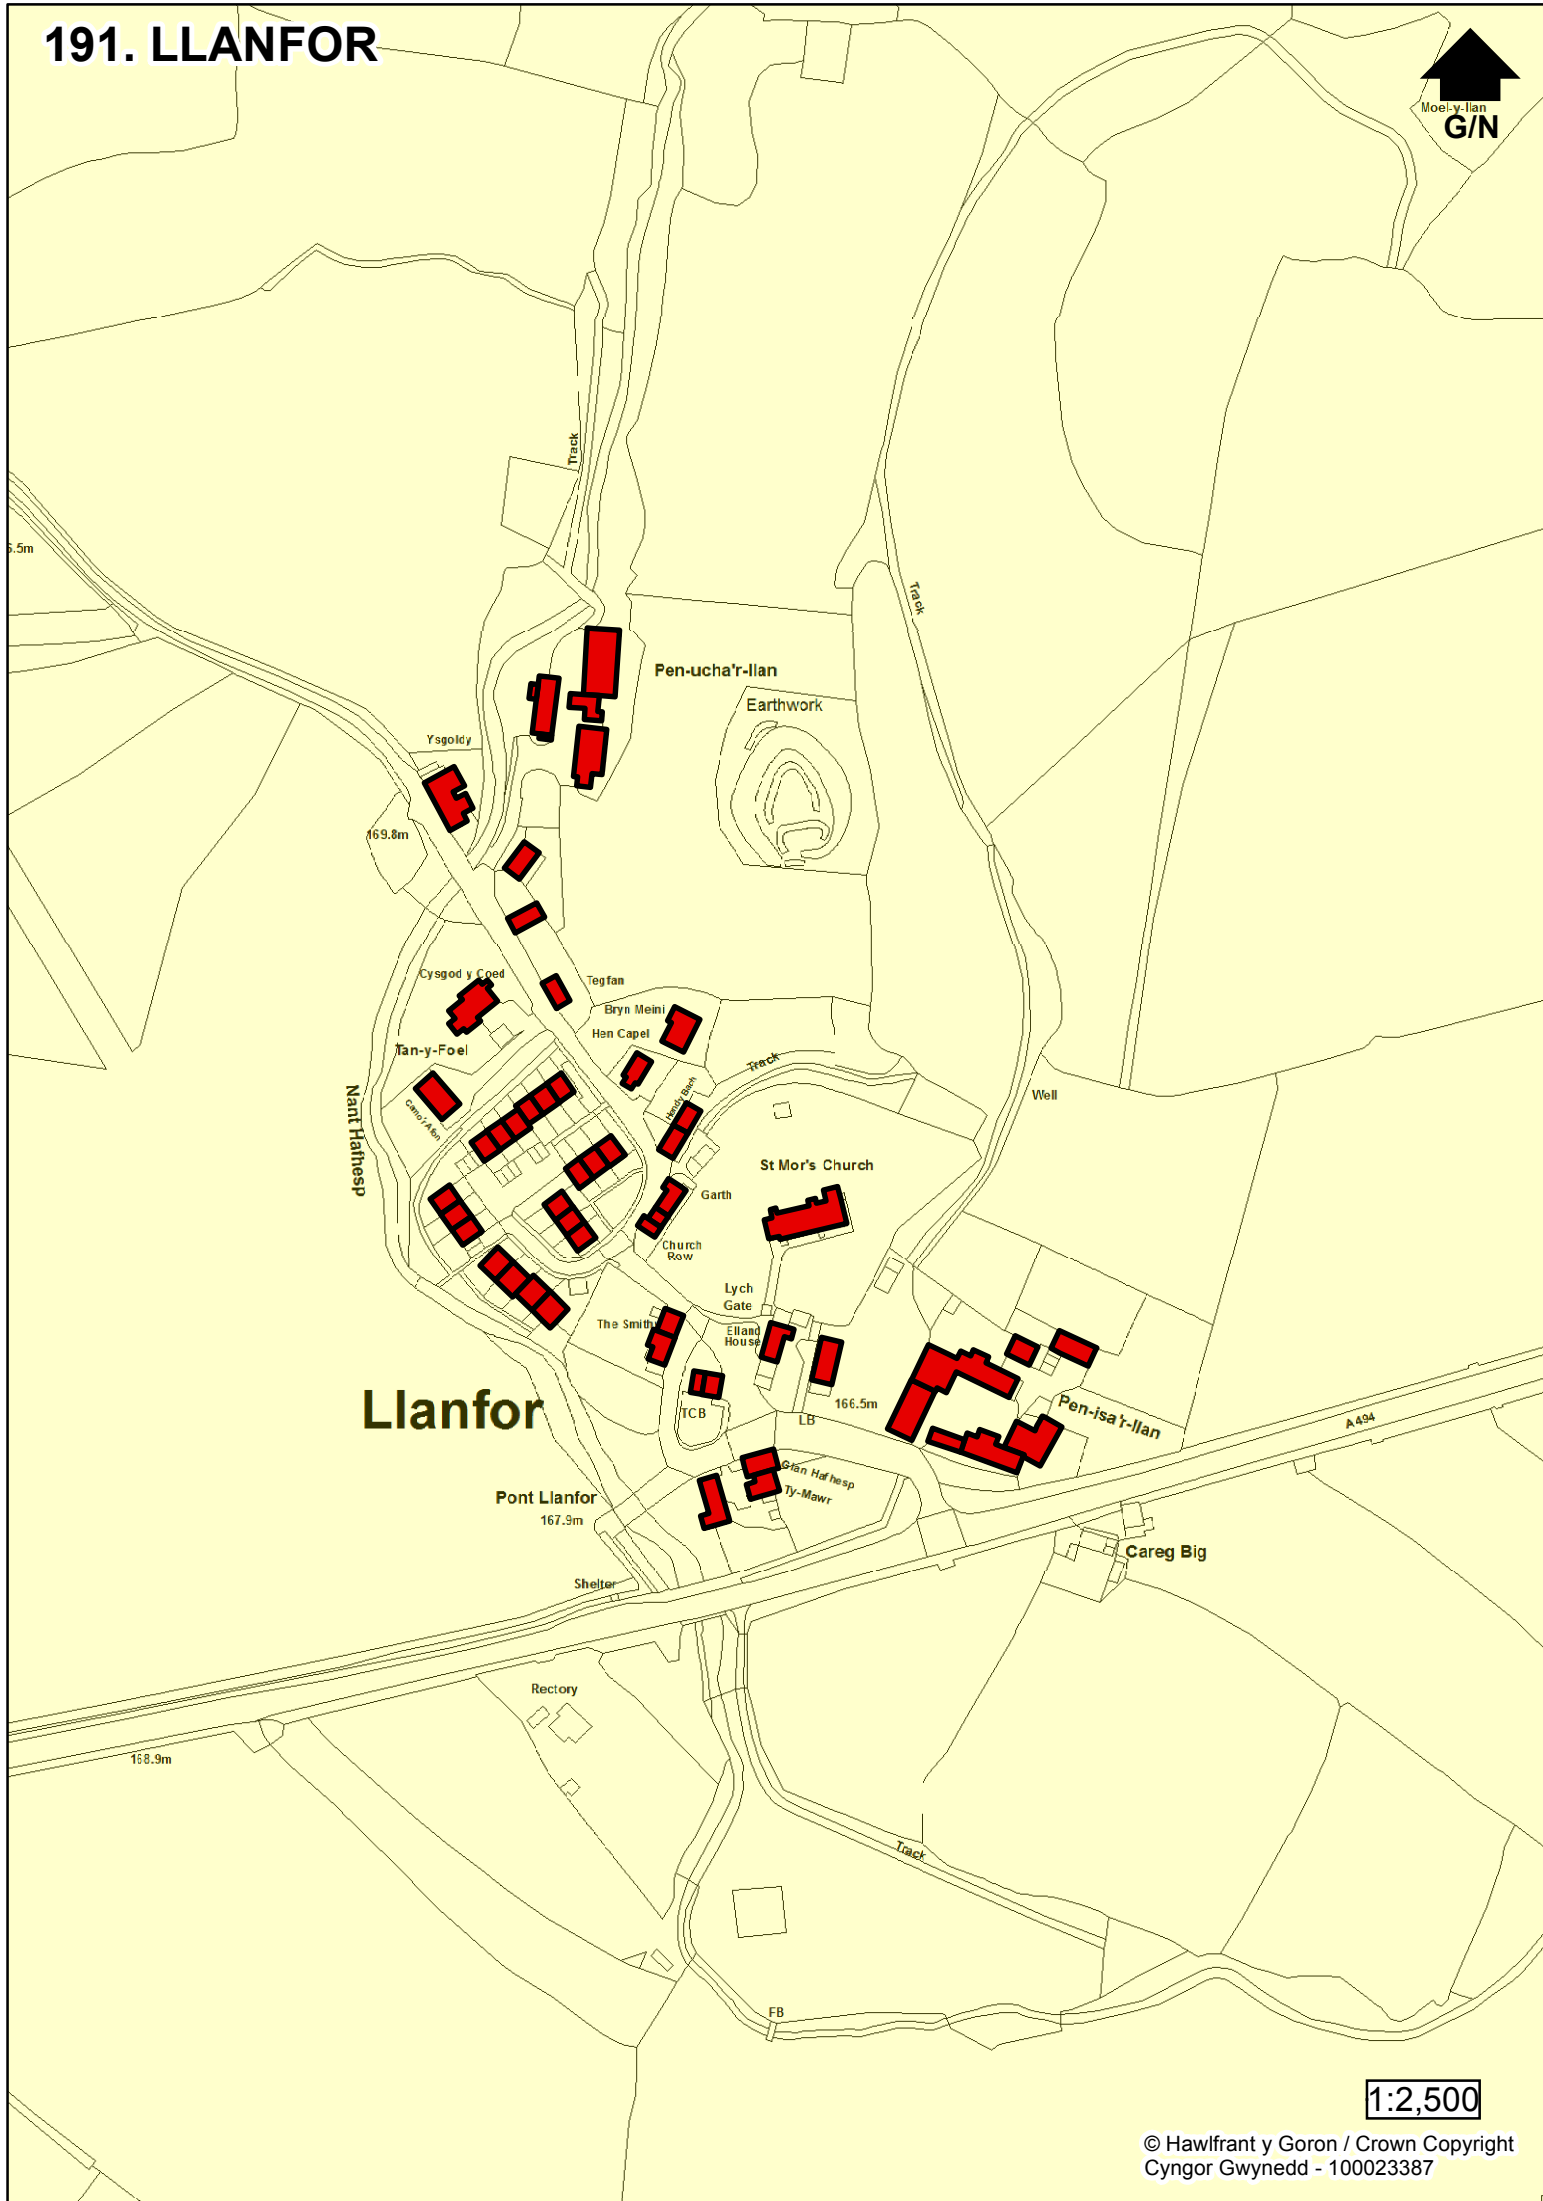 191. LLANFOR
Moel-y-llan
G/N
Track
6.5m
Track
Pen-ucha'r-llan
Earthwork
Ysgoldy
169.8m
Cysgod y Coed
Tegfan
Bryn Meini
Hen Capel
Tan-y-Foel
Track
Nant Hafhesp
Hendy Bach
Well
St Mor's Church
Garth
Church
Row
Lych
Gate
The Smithy
Elland
House
Llanfor
TCB
LB
166.5m
Pen-isa'r-llan
A494
Glan Hafhesp
Ty-Mawr
Pont Llanfor
167.9m
Careg Big
Shelter
Rectory
168.9m
Track
FB
1:2,500
© Hawlfraint y Goron / Crown Copyright
Cyngor Gwynedd - 100023387